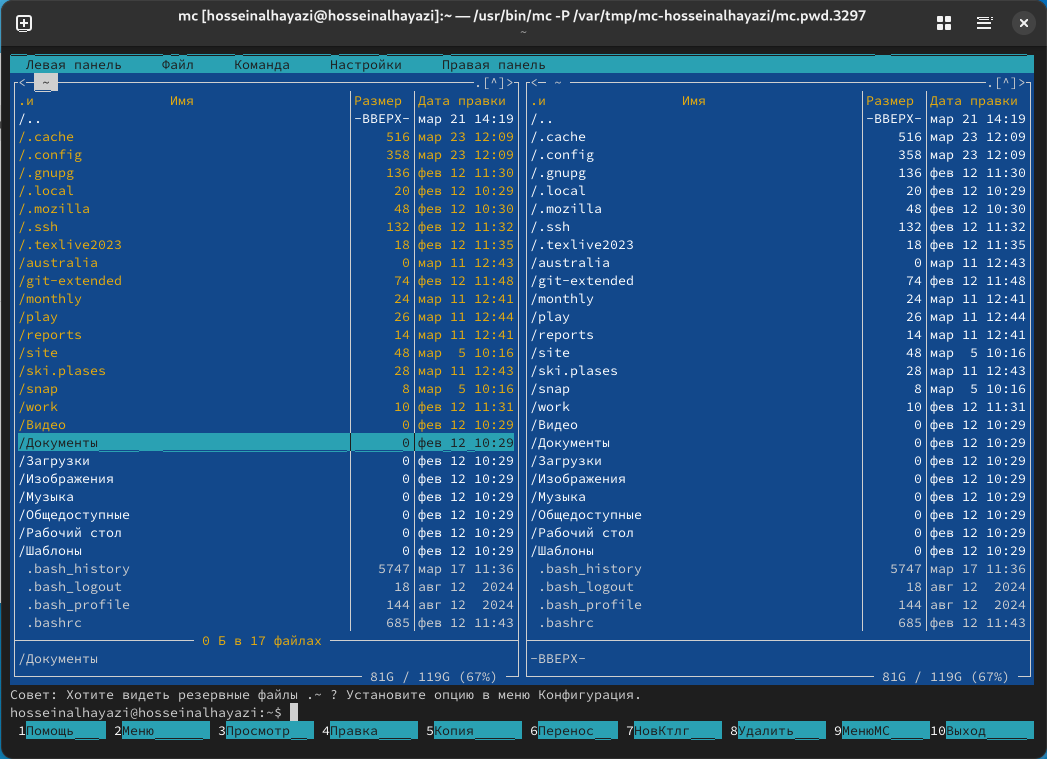 mc [hosseinalhayazi@hosseinalhayazi]:~ — /usr/bin/mc -P /var/tmp/mc-hosseinalhayazi/mc.pwd.3297
~
Левая панель Файл Команда Настройки Правая панель
<─ ~ .[^]> <─ ~ .[^]>
.и Имя Размер Дата правки .и Имя Размер Дата правки
/.. -ВВЕРХ- мар 21 14:19 /.. -ВВЕРХ- мар 21 14:19
/.cache 516 мар 23 12:09 /.cache 516 мар 23 12:09
/.config 358 мар 23 12:09 /.config 358 мар 23 12:09
/.gnupg 136 фев 12 11:30 /.gnupg 136 фев 12 11:30
/.local 20 фев 12 10:29 /.local 20 фев 12 10:29
/.mozilla 48 фев 12 10:30 /.mozilla 48 фев 12 10:30
/.ssh 132 фев 12 11:32 /.ssh 132 фев 12 11:32
/.texlive2023 18 фев 12 11:35 /.texlive2023 18 фев 12 11:35
/australia 0 мар 11 12:43 /australia 0 мар 11 12:43
/git-extended 74 фев 12 11:48 /git-extended 74 фев 12 11:48
/monthly 24 мар 11 12:41 /monthly 24 мар 11 12:41
/play 26 мар 11 12:44 /play 26 мар 11 12:44
/reports 14 мар 11 12:41 /reports 14 мар 11 12:41
/site 48 мар 5 10:16 /site 48 мар 5 10:16
/ski.plases 28 мар 11 12:43 /ski.plases 28 мар 11 12:43
/snap 8 мар 5 10:16 /snap 8 мар 5 10:16
/work 10 фев 12 11:31 /work 10 фев 12 11:31
/Видео 0 фев 12 10:29 /Видео 0 фев 12 10:29
/Документы 0 фев 12 10:29 /Документы 0 фев 12 10:29
/Загрузки 0 фев 12 10:29 /Загрузки 0 фев 12 10:29
/Изображения 0 фев 12 10:29 /Изображения 0 фев 12 10:29
/Музыка 0 фев 12 10:29 /Музыка 0 фев 12 10:29
/Общедоступные 0 фев 12 10:29 /Общедоступные 0 фев 12 10:29
/Рабочий стол 0 фев 12 10:29 /Рабочий стол 0 фев 12 10:29
/Шаблоны 0 фев 12 10:29 /Шаблоны 0 фев 12 10:29
.bash_history 5747 мар 17 11:36 .bash_history 5747 мар 17 11:36
.bash_logout 18 авг 12 2024 .bash_logout 18 авг 12 2024
.bash_profile 144 авг 12 2024 .bash_profile 144 авг 12 2024
.bashrc 685 фев 12 11:43 .bashrc 685 фев 12 11:43
0 Б в 17 файлах
/Документы -ВВЕРХ-
81G / 119G (67%) 81G / 119G (67%)
Совет: Хотите видеть резервные файлы .~ ? Установите опцию в меню Конфигурация.
hosseinalhayazi@hosseinalhayazi:~$
1Помощь 2Меню 3Просмотр 4Правка 5Копия 6Перенос 7НовКтлг 8Удалить 9МенюМС 10Выход